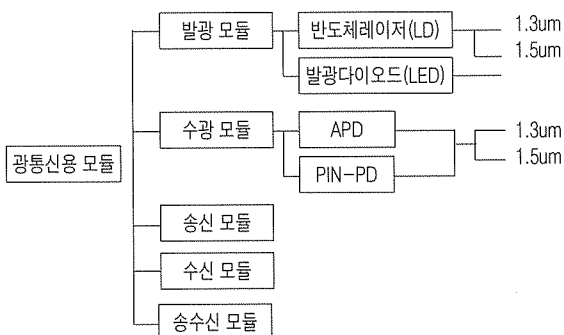 발광 모듈
반도체레이저(LD)
1.3um
1.5um
발광다이오드(LED)
수광 모듈
APD
1.3um
1.5um
PIN-PD
광통신용 모듈
송신 모듈
수신 모듈
송수신 모듈